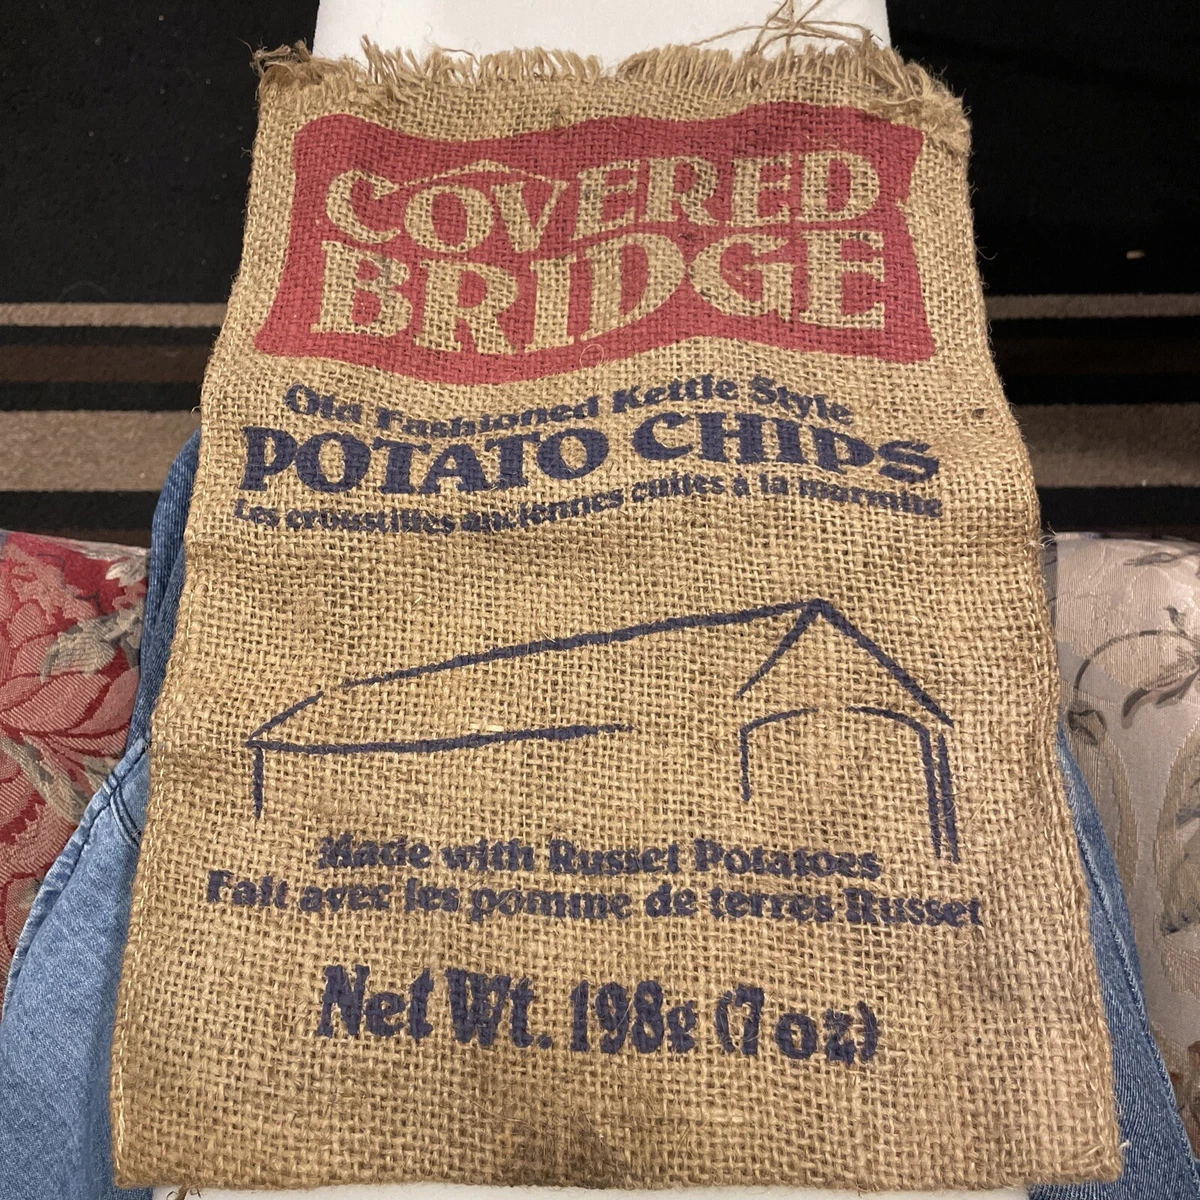 COVERED
BRIDGE
Old Fashioned Kettle Style
POTATO CHIPS
Les croustilles anciennes cuites à la marmite
Made with Russet Potatoes
Fait avec les pomme de terres Russet
Net Wt. 198g (7 oz)